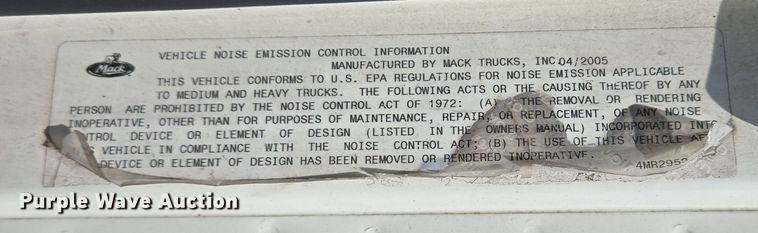 Mack
VEHICLE NOISE EMISSION CONTROL INFORMATION
MANUFACTURED BY MACK TRUCKS, INC. 04/2005
THIS VEHICLE CONFORMS TO U.S. EPA REGULATIONS FOR NOISE EMISSION APPLICABLE
TO MEDIUM AND HEAVY TRUCKS. THE FOLLOWING ACTS OR THE CAUSING THEREOF BY ANY
PERSON ARE PROHIBITED BY THE NOISE CONTROL ACT OF 1972: (A) THE REMOVAL OR RENDERING
INOPERATIVE, OTHER THAN FOR PURPOSES OF MAINTENANCE, REPAIR, OR REPLACEMENT, OF ANY NOISE
ONTROL DEVICE OR ELEMENT OF DESIGN (LISTED IN THE OWNERS MANUAL) INCORPORATED INTO
S VEHICLE IN COMPLIANCE WITH THE NOISE CONTROL ACT; (B) THE USE OF THIS VEHICLE AF
DEVICE OR ELEMENT OF DESIGN HAS BEEN REMOVED OR RENDERED INOPERATIVE.
4MR295
Purple Wave Auction